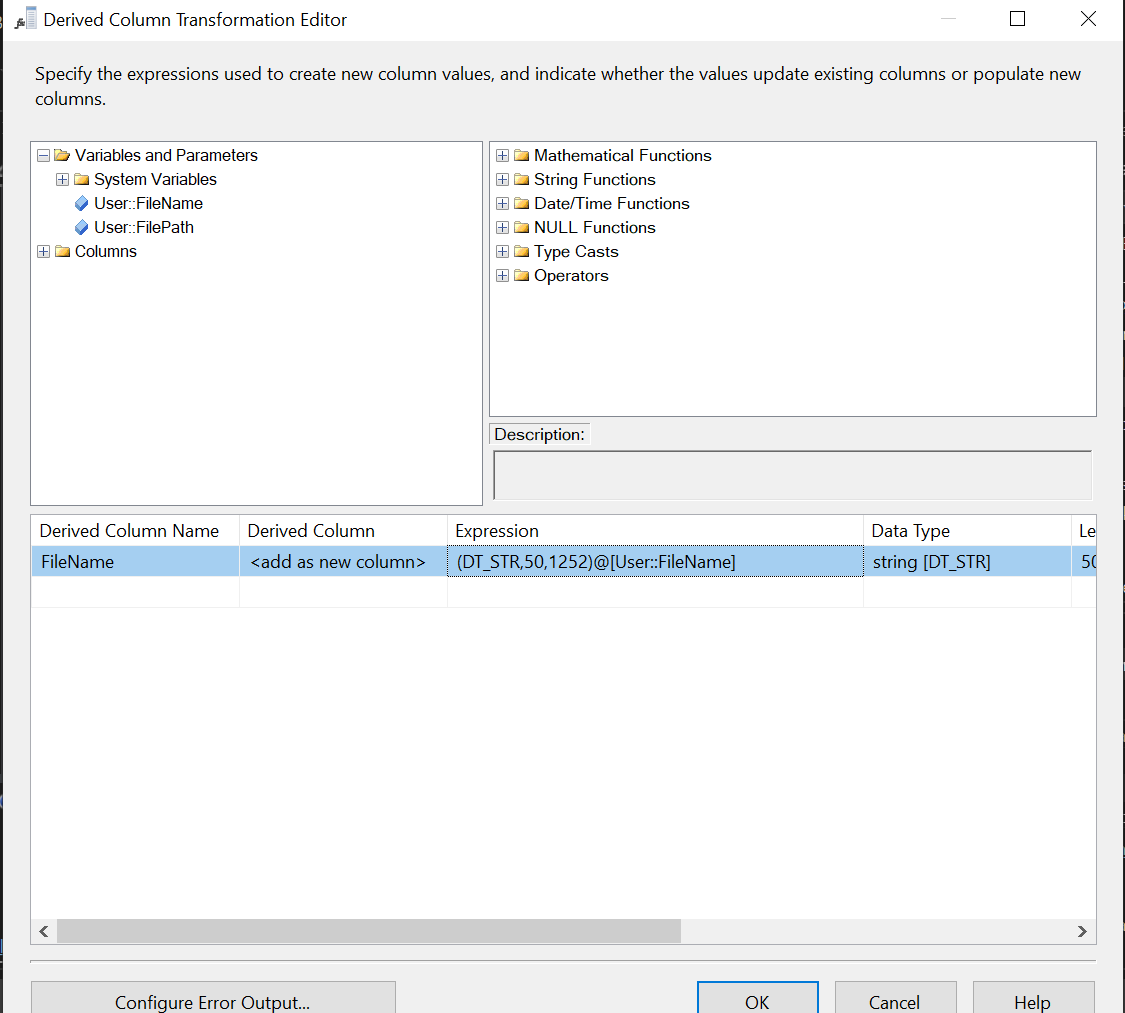 Derived Column Transformation Editor
Specify the expressions used to create new column values, and indicate whether the values update existing columns or populate new
columns.
Variables and Parameters
System Variables
User::FileName
User::FilePath
Columns
Mathematical Functions
String Functions
Date/Time Functions
NULL Functions
Type Casts
Operators
Description:
Derived Column Name Derived Column Expression Data Type Le
FileName <add as new column> (DT_STR,50,1252)@[User::FileName] string [DT_STR] 50
Configure Error Output... OK Cancel Help